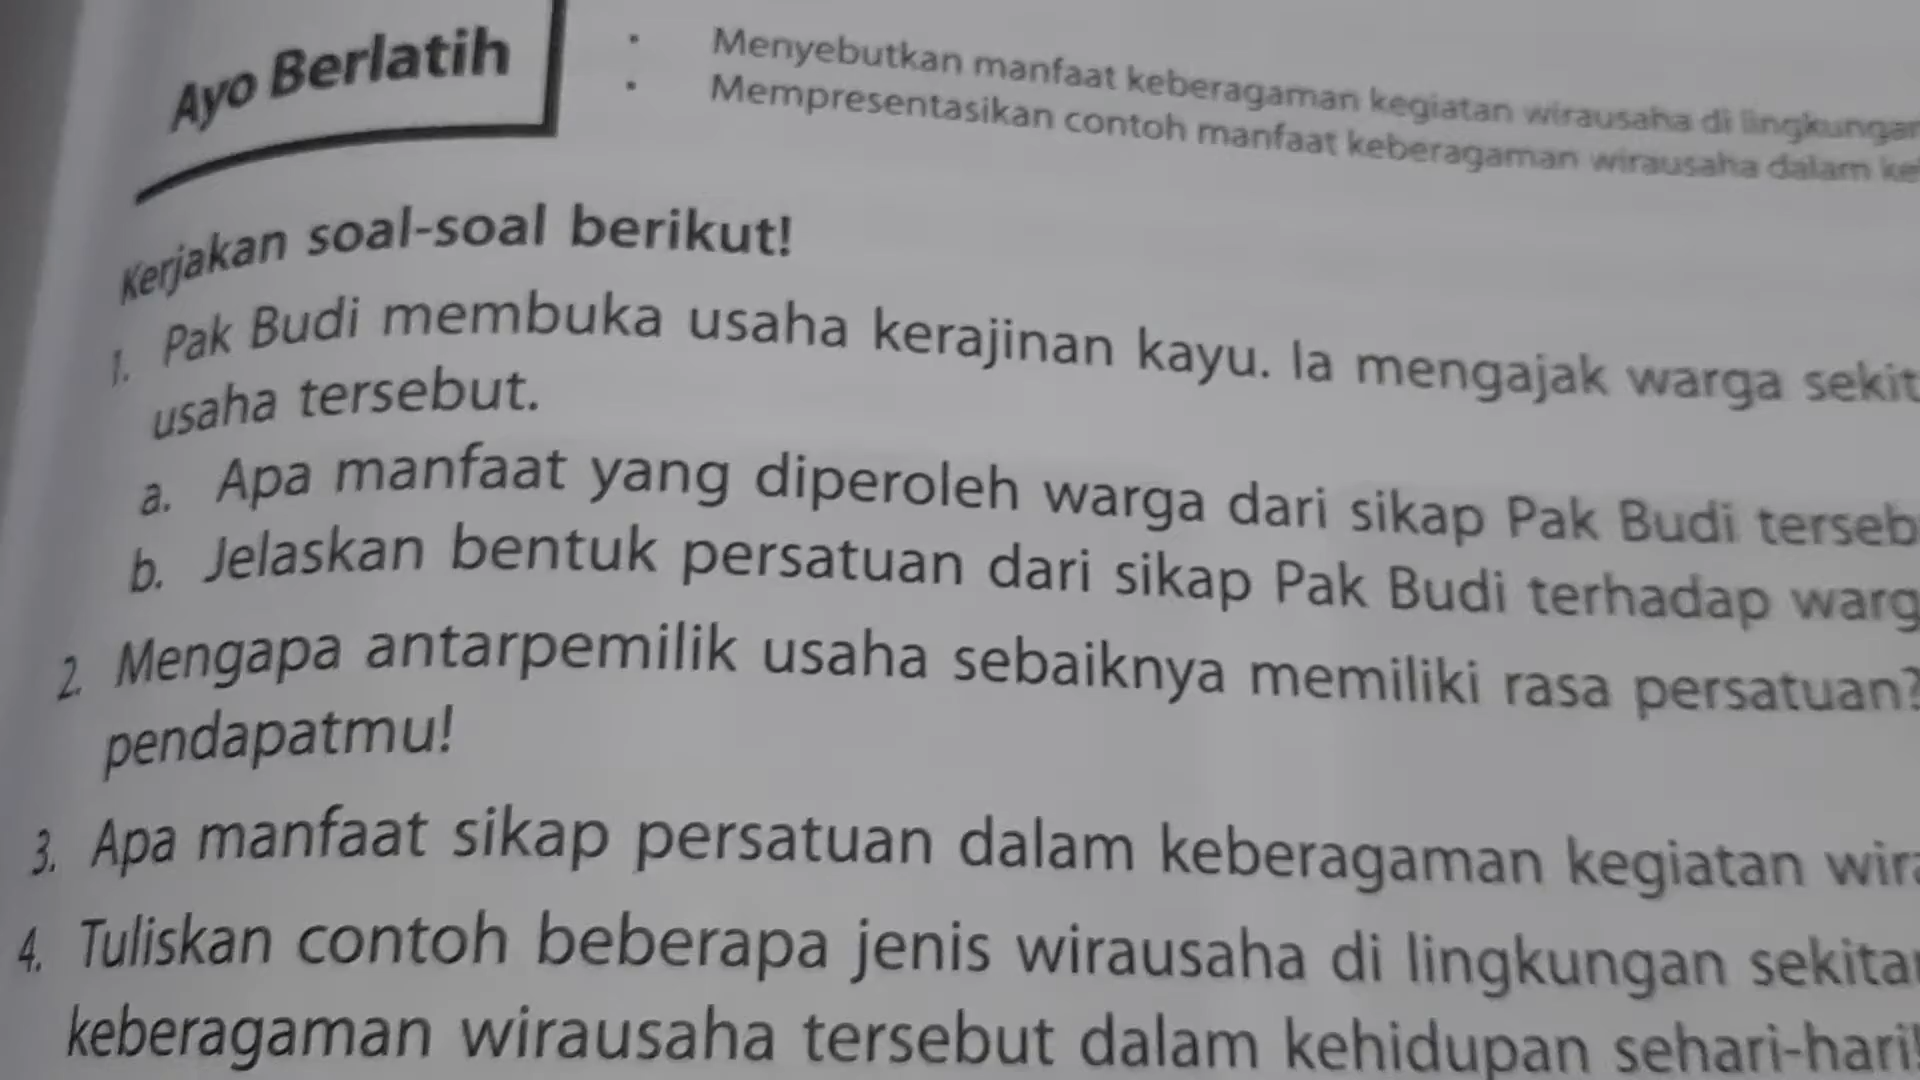 Ayo Berlatih
• Menyebutkan manfaat keberagaman kegiatan wirausaha di
• Mempresentasikan contoh manfaat keberagaman wirausaha dalam
Kerjakan soal-soal berikut!
1. Pak Budi membuka usaha kerajinan kayu. Ia mengajak warga
usaha tersebut.
a. Apa manfaat yang diperoleh warga dari sikap Pak Budi
b. Jelaskan bentuk persatuan dari sikap Pak Budi terhadap
2. Mengapa antarpemilik usaha sebaiknya memiliki rasa persatuan?
pendapatmu!
3. Apa manfaat sikap persatuan dalam keberagaman kegiatan
4. Tuliskan contoh beberapa jenis wirausaha di lingkungan
keberagaman wirausaha tersebut dalam kehidupan sehari-hari!